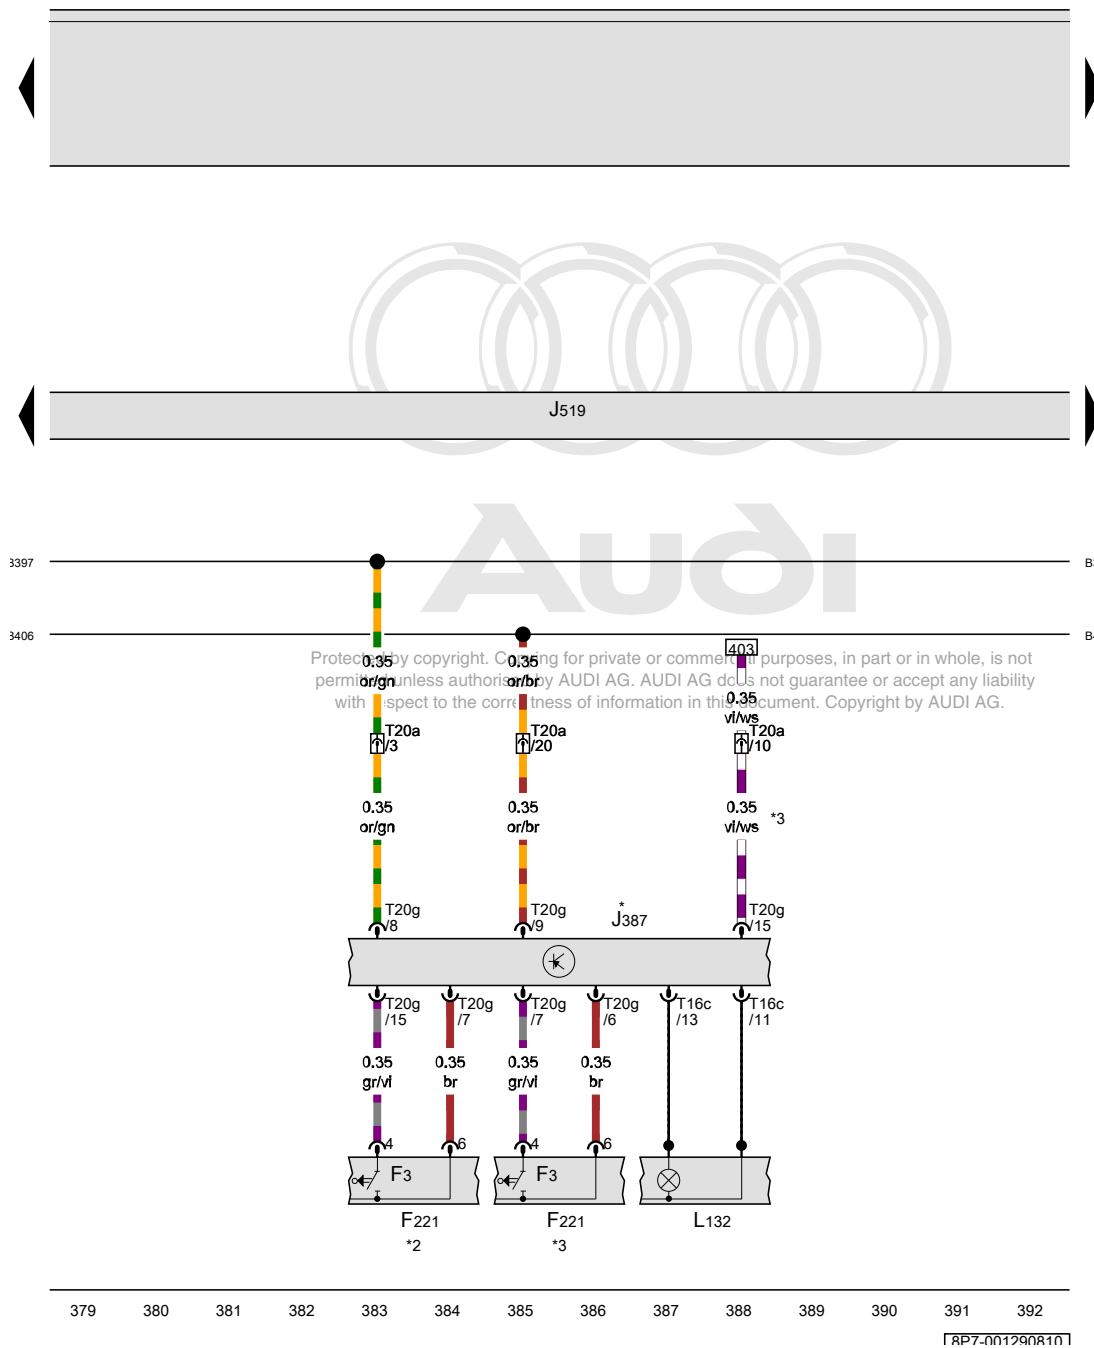 J519
Audi
3397
B3
3406
B4
403
Protected by copyright. Copying for private or commercial purposes, in part or in whole, is not
permitted unless authorised by AUDI AG. AUDI AG does not guarantee or accept any liability
with respect to the correctness of information in this document. Copyright by AUDI AG.
0.35 0.35 0.35
or/gn or/br vi/ws
T20a T20a T20a
/3 /20 /10
0.35 0.35 0.35 *3
or/gn or/br vi/ws
T20g T20g * T20g
/8 /9 J387 /15
T20g T20g T20g T20g T16c T16c
/15 /7 /7 /6 /13 /11
0.35 0.35 0.35 0.35
gr/vi br gr/vi br
4 6 4 6
F3 F3
F221 F221 L132
*2 *3
379 380 381 382 383 384 385 386 387 388 389 390 391 392
8P7-001290810